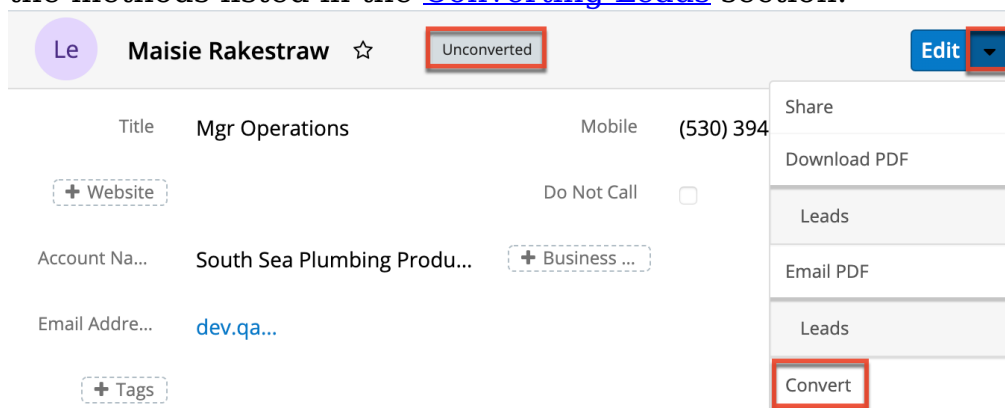 the methods listed in the Converting Leads section.
Le Maisie Rakestraw Unconverted Edit
Title Mgr Operations Mobile (530) 394
Share
Download PDF
+ Website Do Not Call
Leads
Account Na... South Sea Plumbing Produ... + Business ...
Email PDF
Email Addre... dev.qa...
Leads
+ Tags
Convert